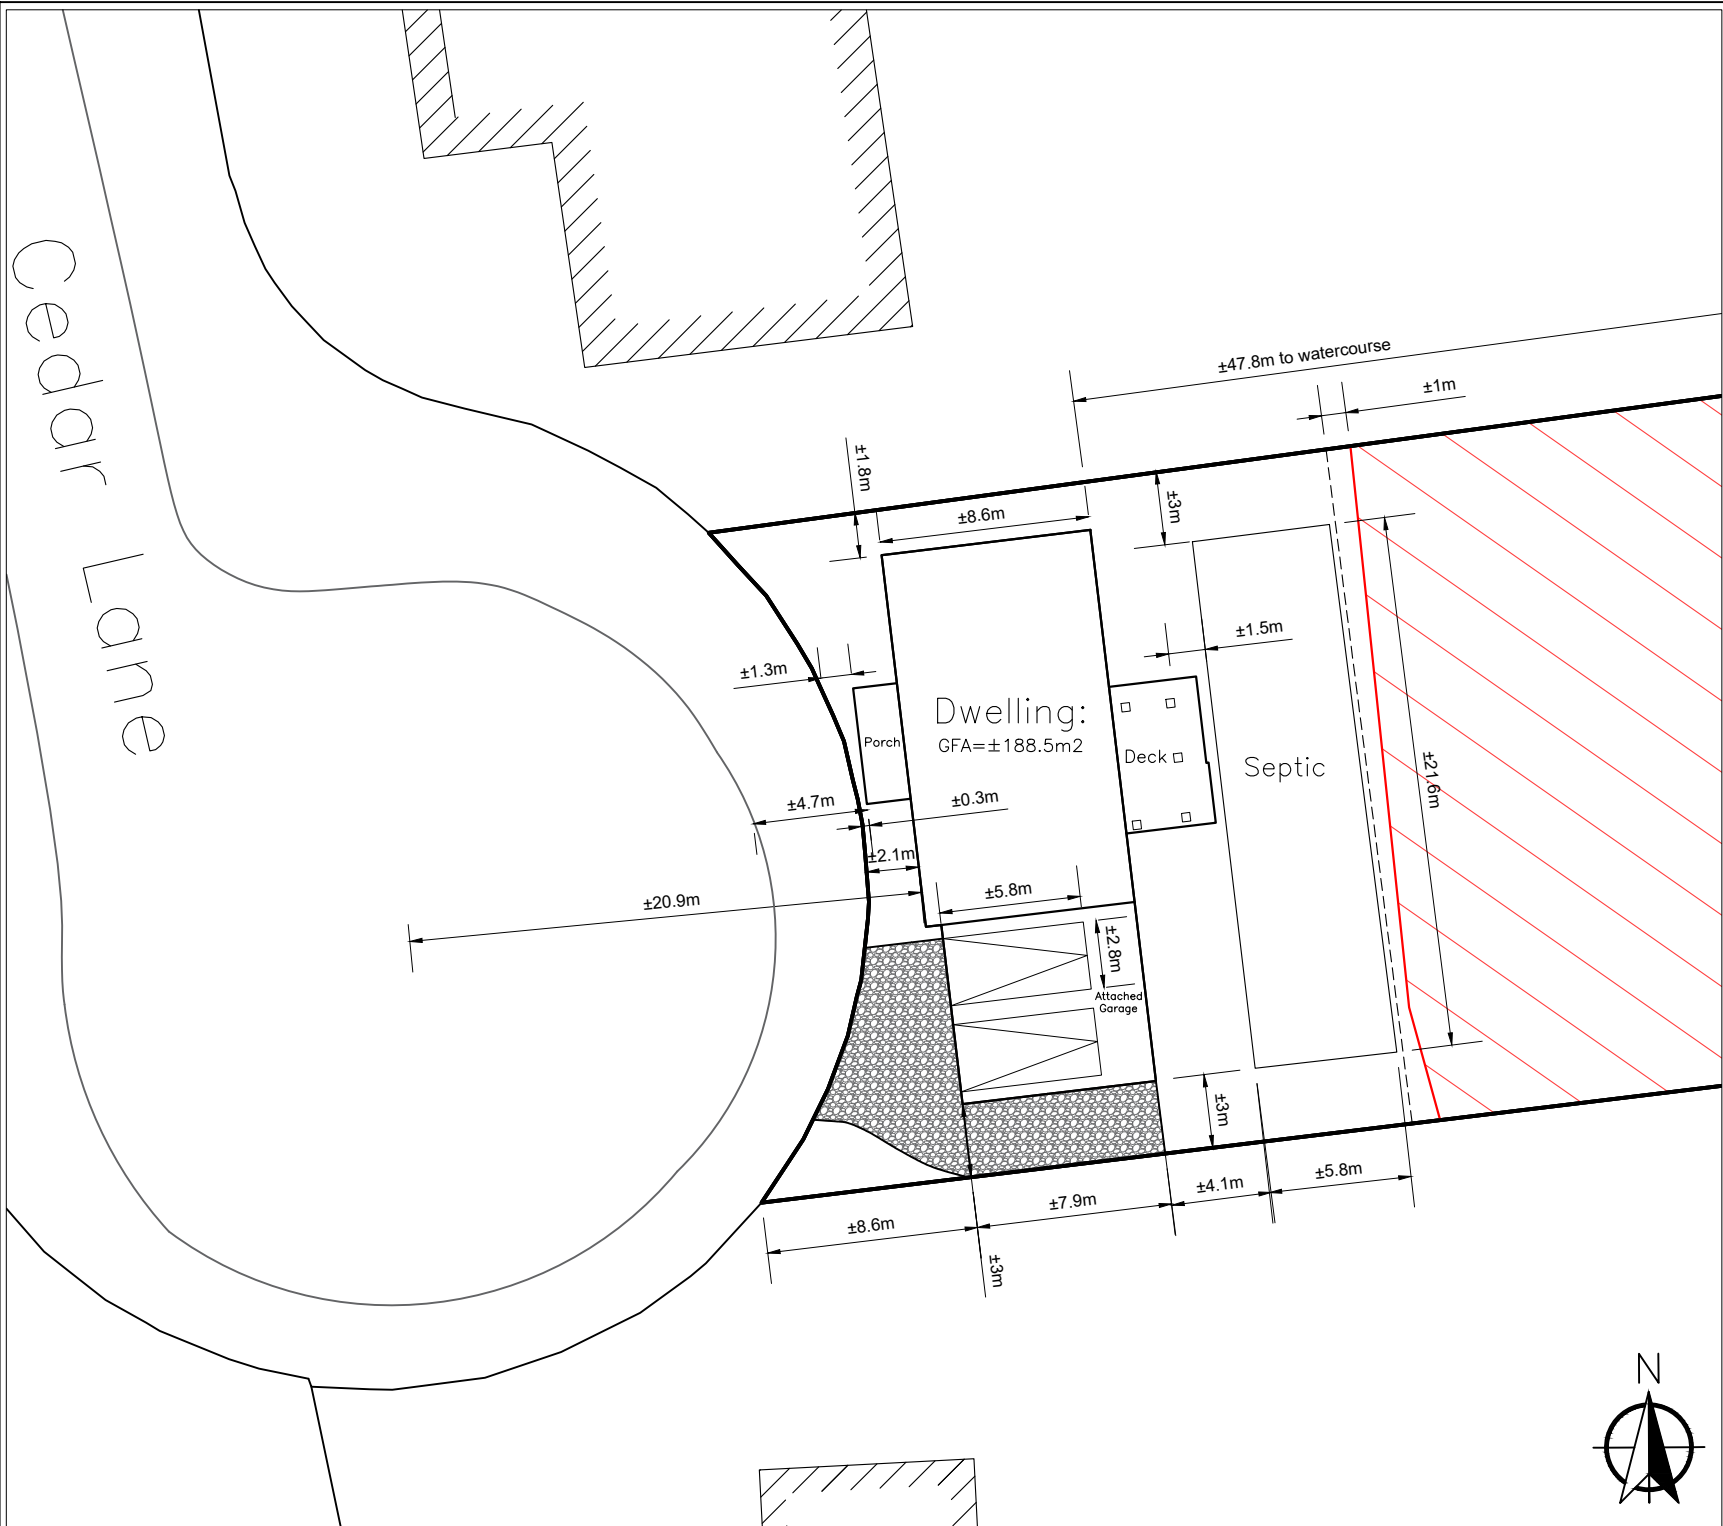 Cedar Lane
±47.8m to watercourse
±1m
±1.8m
±8.6m
±3m
±1.5m
±1.3m
Dwelling:
GFA=±188.5m2
Porch
Deck
Septic
±21.6m
±4.7m
±0.3m
±2.1m
±5.8m
±20.9m
±2.8m
Attached
Garage
±3m
±5.8m
±4.1m
±7.9m
±8.6m
±3m
N